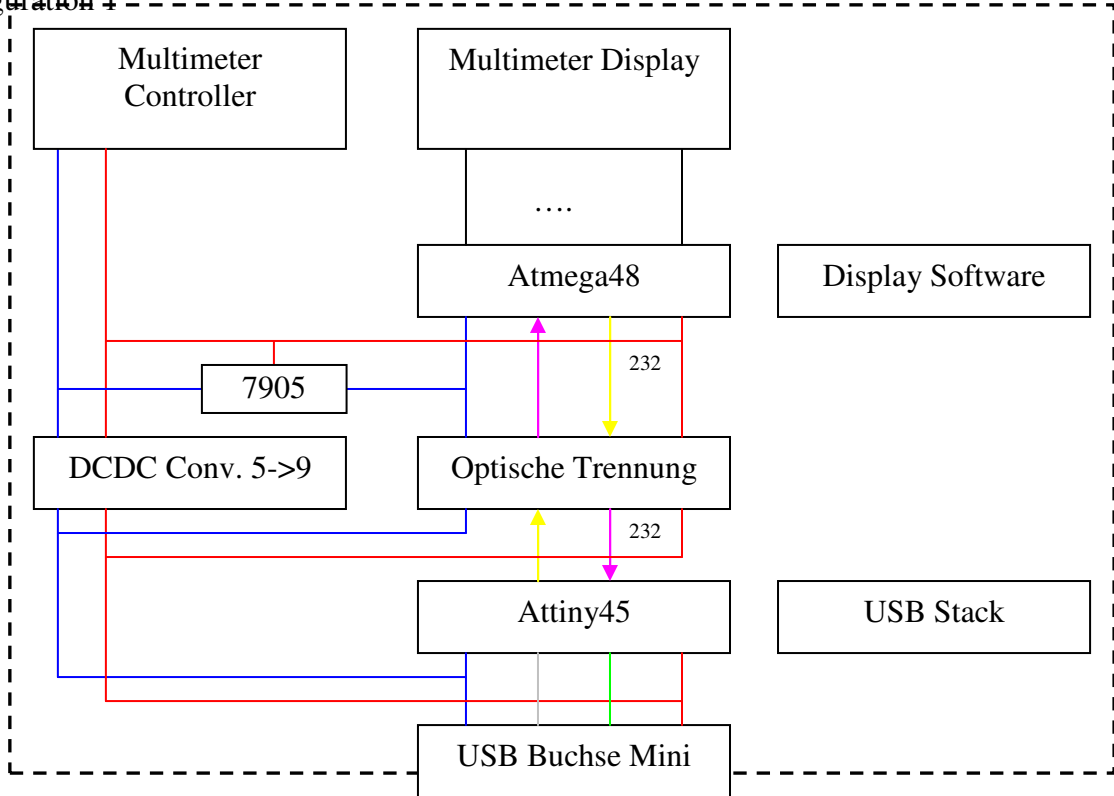 Multimeter
Controller
Multimeter Display
….
Atmega48
Display Software
232
7905
DCDC Conv. 5->9
Optische Trennung
232
Attiny45
USB Stack
USB Buchse Mini